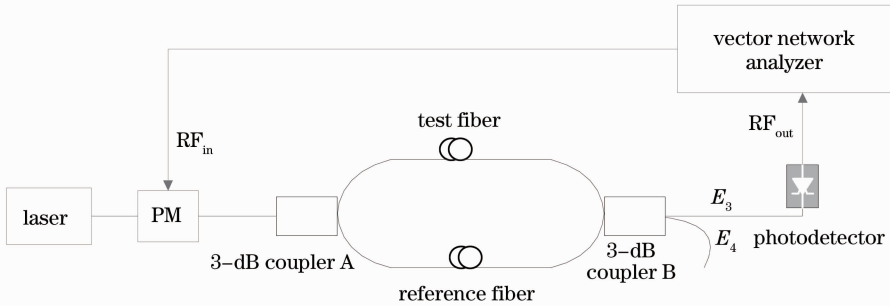 vector network
analyzer
test fiber
RF_in
RF_out
laser
PM
3-dB coupler A
3-dB
coupler B
E_3
E_4
photodetector
reference fiber